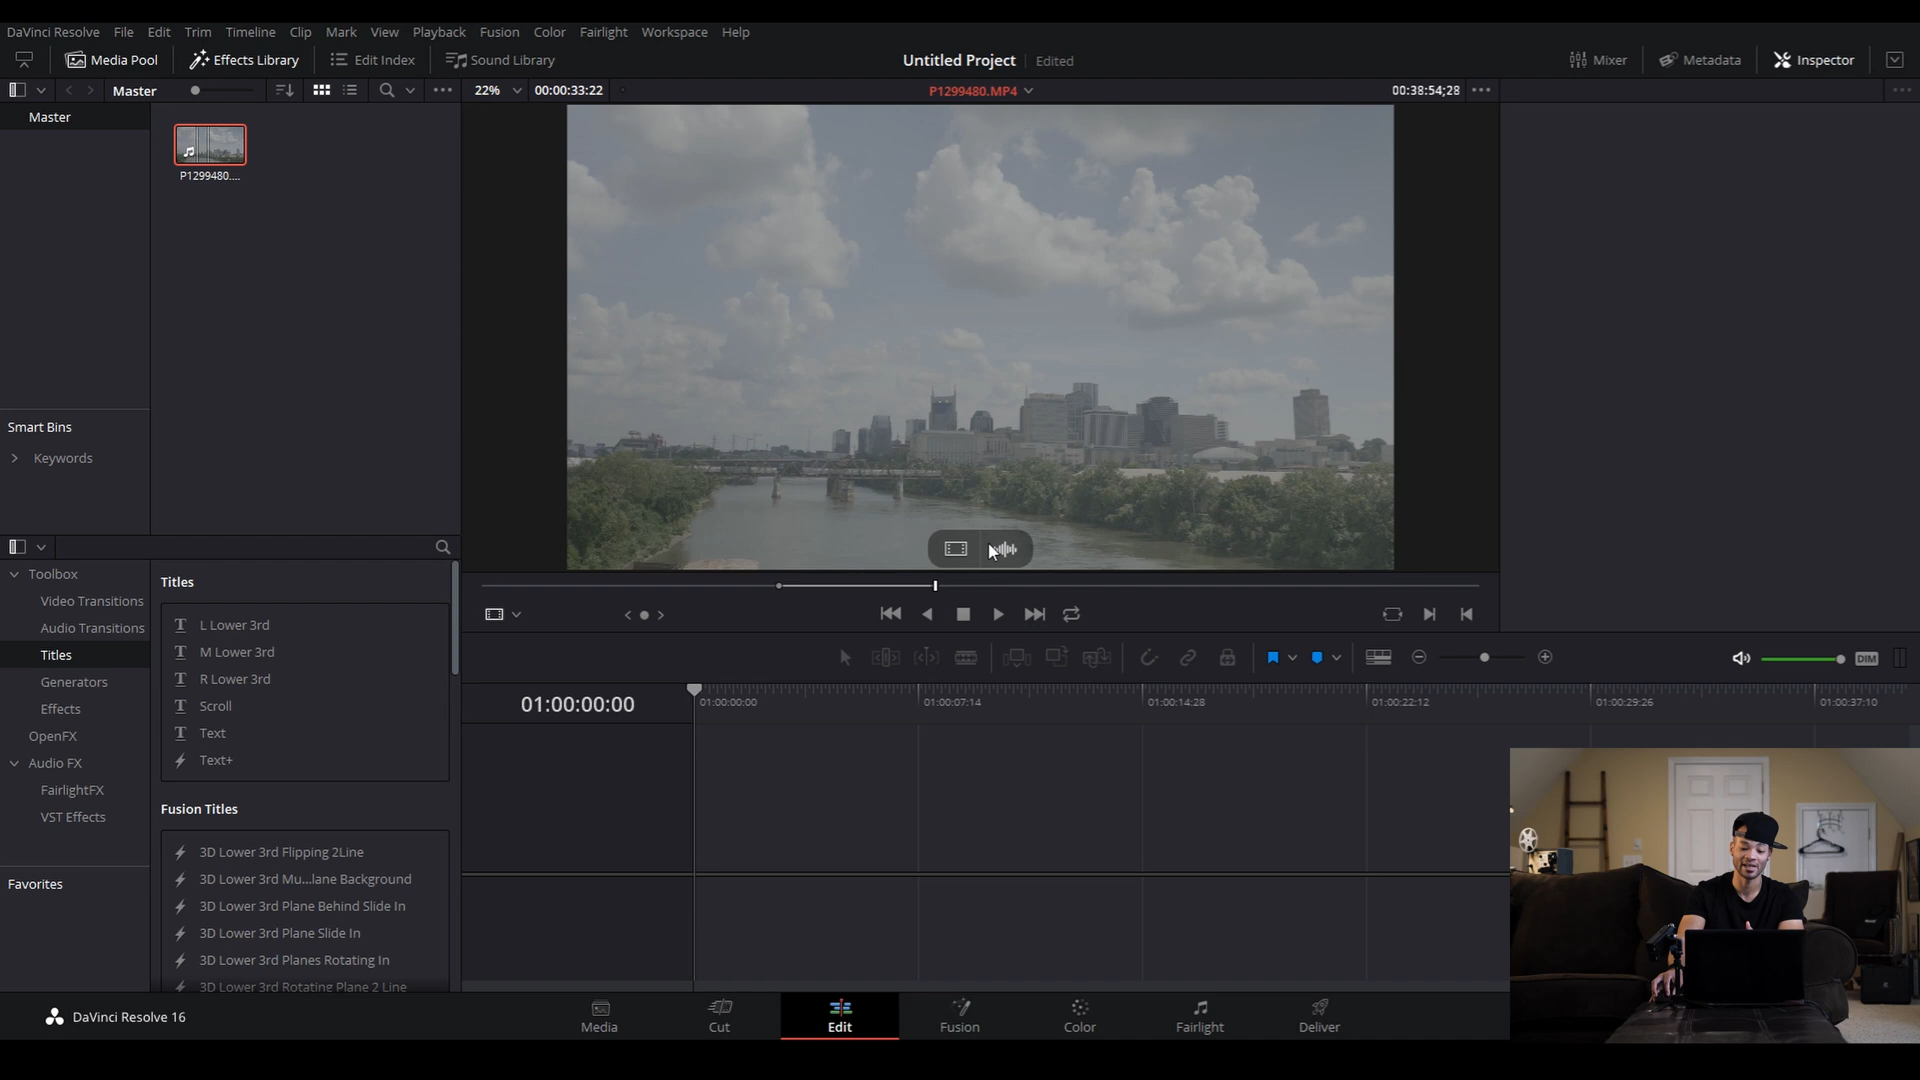 DaVinci Resolve File Edit Trim Timeline Clip Mark View Playback Fusion Color Fairlight Workspace Help
Media Pool Effects Library Edit Index Sound Library Untitled Project Edited Mixer Metadata Inspector
Master 22% 00:00:33:22 P1299480.MP4 00:38:54;28
Master
P1299480....
Smart Bins
Keywords
Toolbox
Video Transitions
Audio Transitions
Titles
Generators
Effects
OpenFX
Audio FX
FairlightFX
VST Effects
Favorites
Titles
L Lower 3rd
M Lower 3rd
R Lower 3rd
Scroll
Text
Text+
Fusion Titles
3D Lower 3rd Flipping 2Line
3D Lower 3rd Mu...lane Background
3D Lower 3rd Plane Behind Slide In
3D Lower 3rd Plane Slide In
3D Lower 3rd Planes Rotating In
3D Lower 3rd Rotating Plane 2 Line
DIM
01:00:00:00 01:00:00:00 01:00:07:14 01:00:14:28 01:00:22:12 01:00:29:26 01:00:37:10
DaVinci Resolve 16 Media Cut Edit Fusion Color Fairlight Deliver